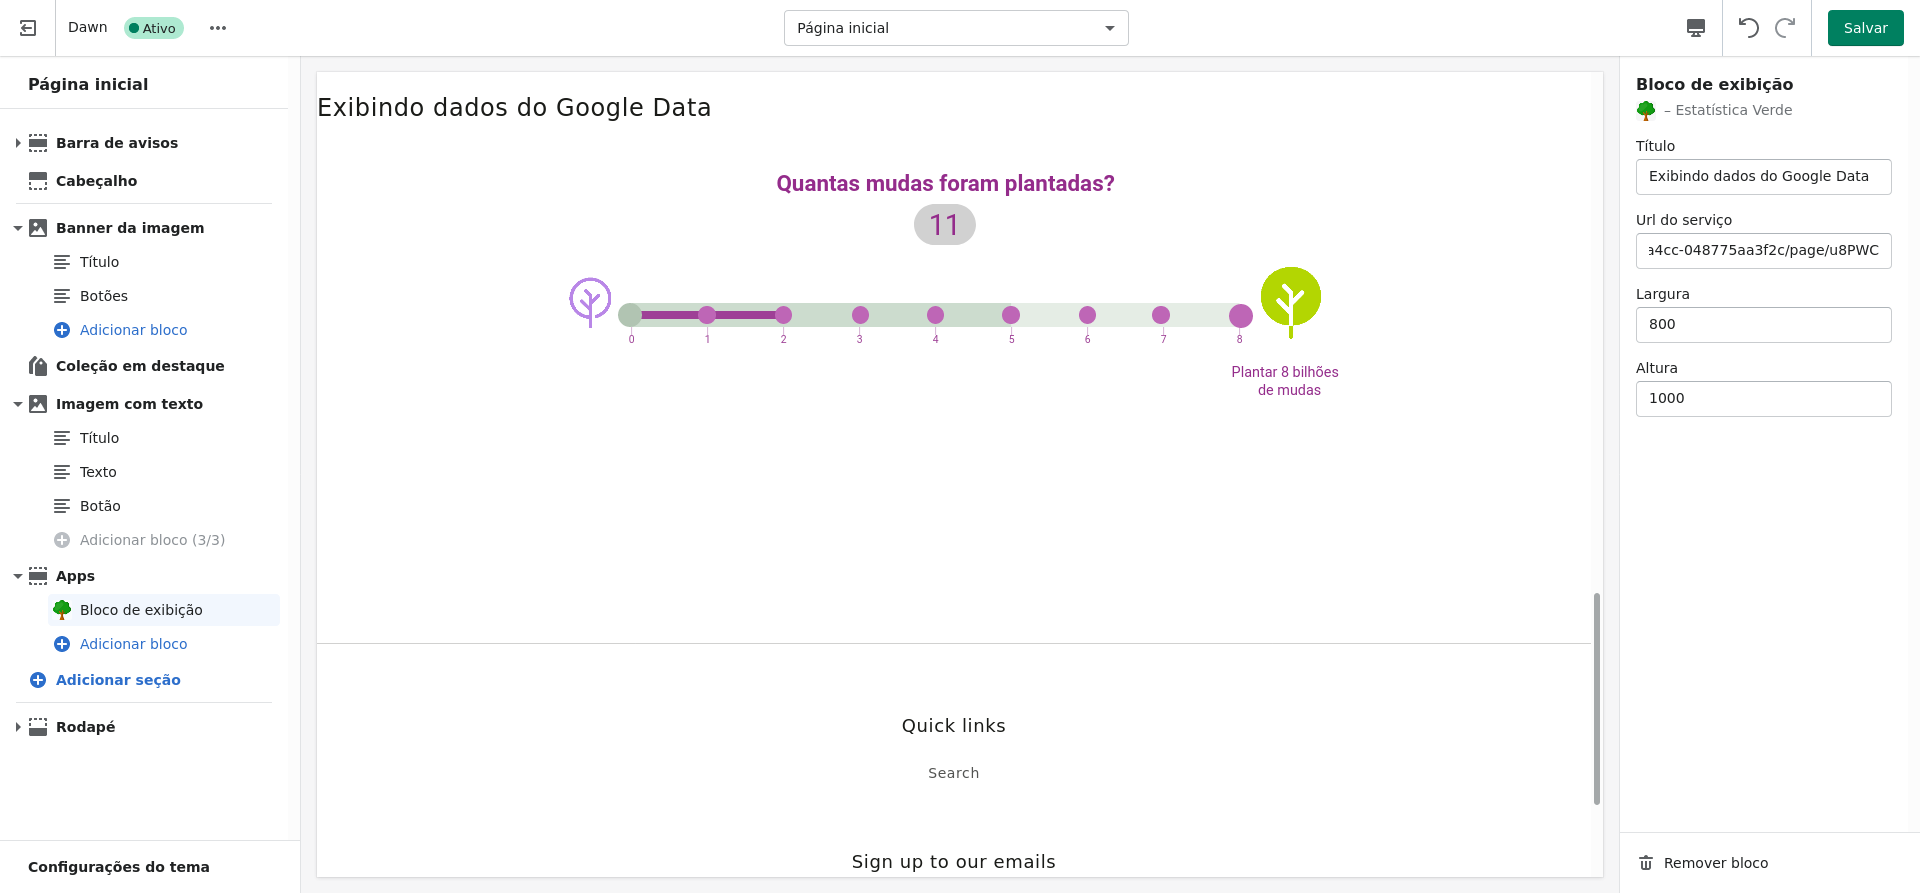 Dawn
Ativo
Página inicial
Salvar
Página inicial
Barra de avisos
Cabeçalho
Banner da imagem
Título
Botões
Adicionar bloco
Coleção em destaque
Imagem com texto
Título
Texto
Botão
Adicionar bloco (3/3)
Apps
Bloco de exibição
Adicionar bloco
Adicionar seção
Rodapé
Configurações do tema
Exibindo dados do Google Data
Quantas mudas foram plantadas?
11
0 1 2 3 4 5 6 7 8
Plantar 8 bilhões
de mudas
Quick links
Search
Sign up to our emails
Bloco de exibição
– Estatística Verde
Título
Exibindo dados do Google Data
Url do serviço
a4cc-048775aa3f2c/page/u8PWC
Largura
800
Altura
1000
Remover bloco